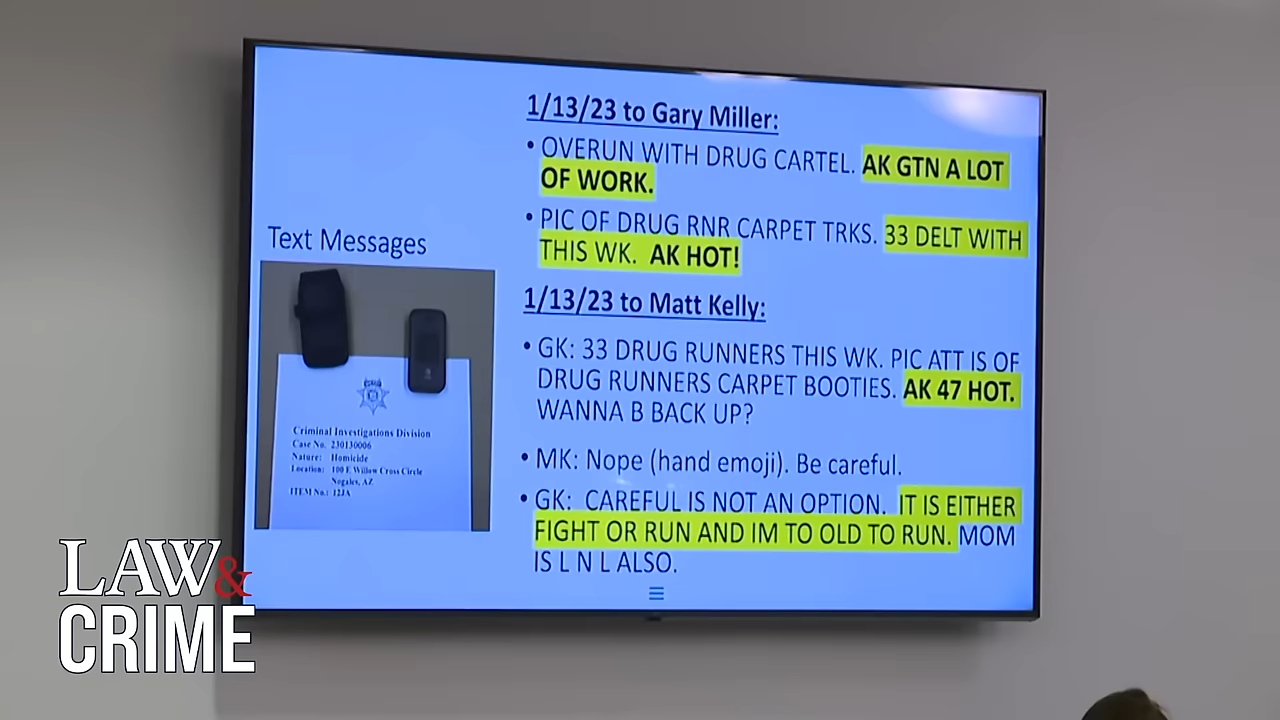 1/13/23 to Gary Miller:
• OVERUN WITH DRUG CARTEL. AK GTN A LOT
OF WORK.
• PIC OF DRUG RNR CARPET TRKS. 33 DELT WITH
THIS WK. AK HOT!
Text Messages
1/13/23 to Matt Kelly:
• GK: 33 DRUG RUNNERS THIS WK. PIC ATT IS OF
DRUG RUNNERS CARPET BOOTIES. AK 47 HOT.
WANNA B BACK UP?
• MK: Nope (hand emoji). Be careful.
• GK: CAREFUL IS NOT AN OPTION. IT IS EITHER
FIGHT OR RUN AND IM TO OLD TO RUN. MOM
IS L N L ALSO.
Criminal Investigations Division
Case No. 230130006
Nature: Homicide
Location: 100 E Willow Cross Circle
Nogales, AZ
ITEM No.: 12JA
LAW&
CRIME